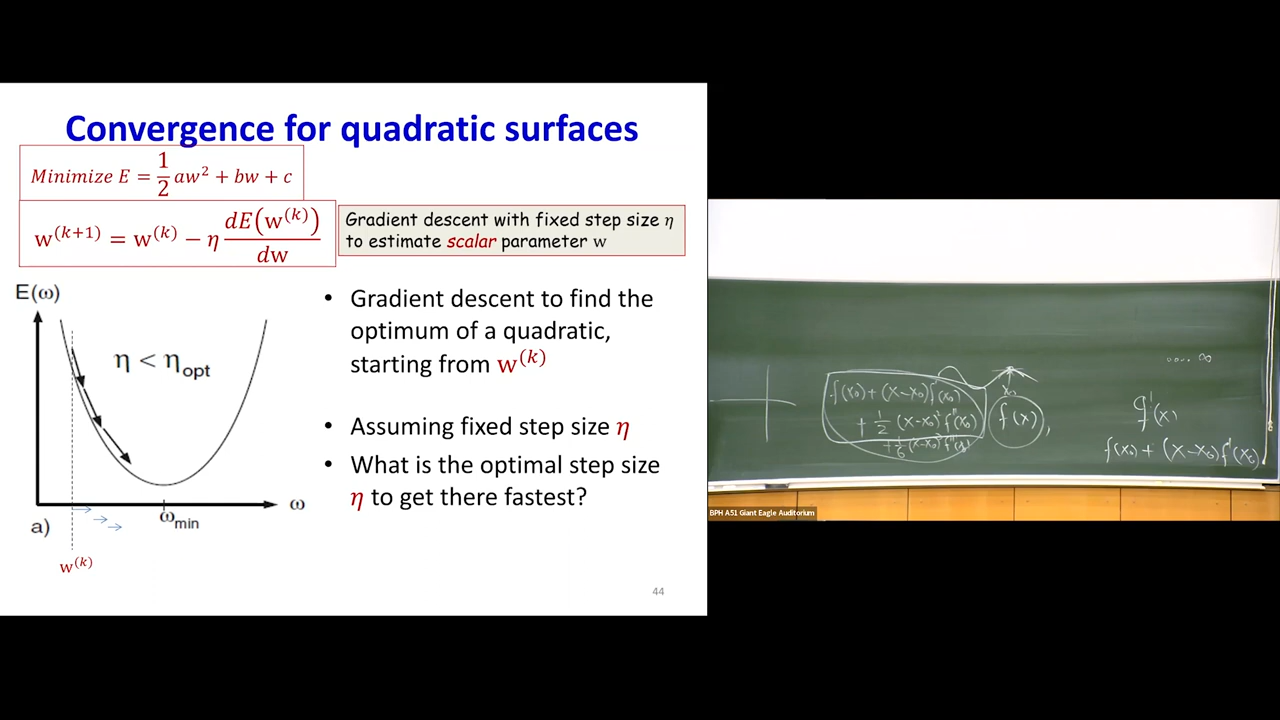 Convergence for quadratic surfaces
Minimize E = 1/2 aw² + bw + c
w^(k+1) = w^(k) − η dE(w^(k))/dw
Gradient descent with fixed step size η
to estimate scalar parameter w
E(ω)
η < η_opt
ω
ω_min
a)
w^(k)
• Gradient descent to find the
optimum of a quadratic,
starting from w^(k)
• Assuming fixed step size η
• What is the optimal step size
η to get there fastest?
44
f(x₀) + (x-x₀)f'(x₀)
+ 1/2 (x-x₀)² f''(x₀)
x₀
f(x),
..... ∞
f(x₀) + (x-x₀)f'(x₀)
BPH A51 Giant Eagle Auditorium